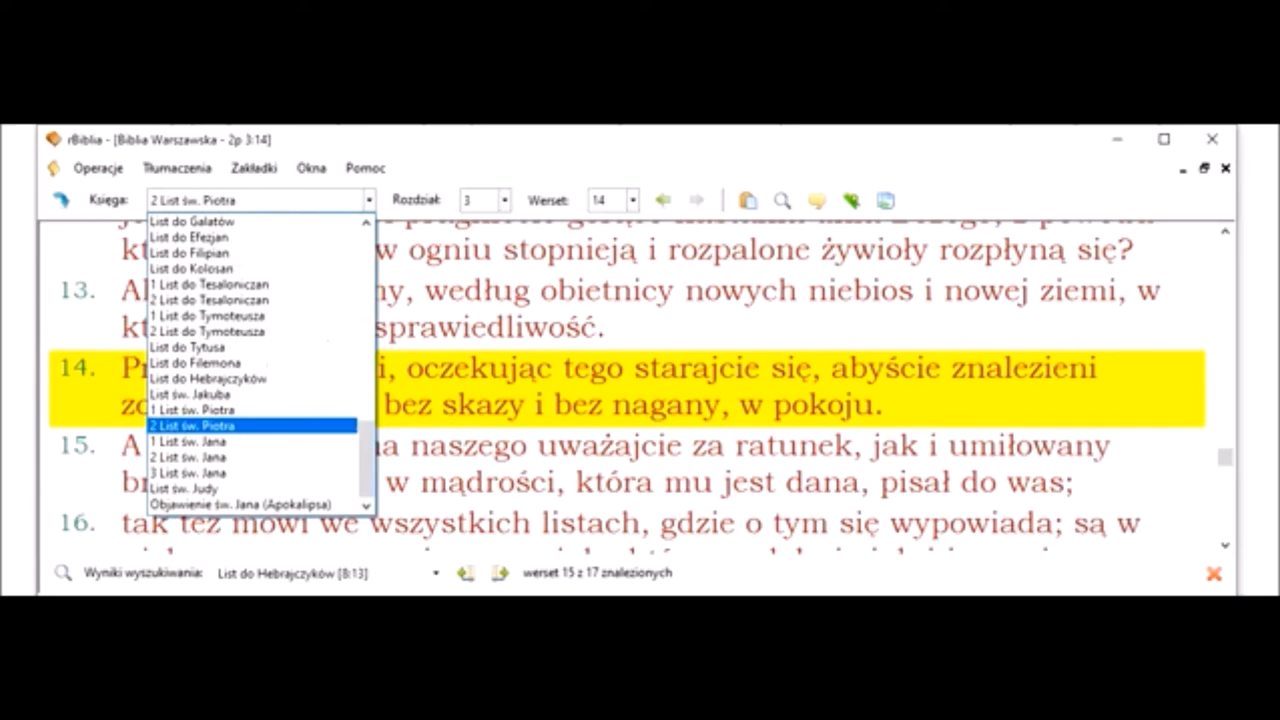 rBiblia - [Biblia Warszawska - 2p 3:14]
Operacje Tłumaczenia Zakładki Okna Pomoc
Księga: 2 List św. Piotra Rozdział: 3 Werset: 14
List do Galatów
List do Efezjan
List do Filipian
List do Kolosan
1 List do Tesaloniczan
2 List do Tesaloniczan
1 List do Tymoteusza
2 List do Tymoteusza
List do Tytusa
List do Filemona
List do Hebrajczyków
List św. Jakuba
1 List św. Piotra
2 List św. Piotra
1 List św. Jana
2 List św. Jana
3 List św. Jana
List św. Judy
Objawienie św. Jana (Apokalipsa)
w ogniu stopnieją i rozpalone żywioły rozpłyną się?
13. według obietnicy nowych niebios i nowej ziemi, w
sprawiedliwość.
14. oczekując tego starajcie się, abyście znalezieni
bez skazy i bez nagany, w pokoju.
15. A naszego uważajcie za ratunek, jak i umiłowany
w mądrości, która mu jest dana, pisał do was;
16. tak też mówi we wszystkich listach, gdzie o tym się wypowiada; są w
Wyniki wyszukiwania: List do Hebrajczyków [8:13] werset 15 z 17 znalezionych